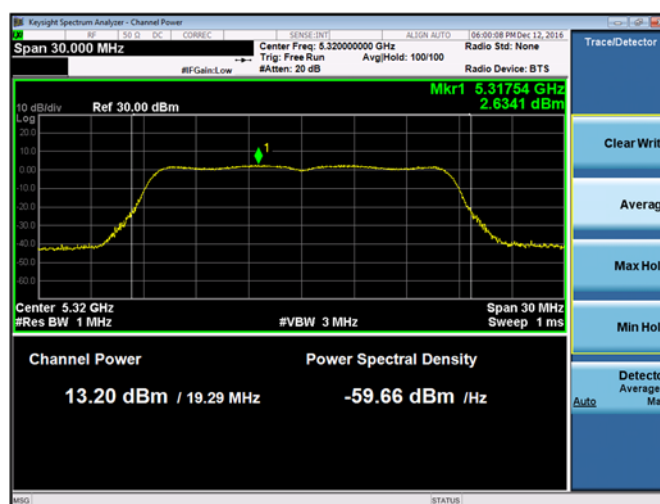 Keysight Spectrum Analyzer - Channel Power
RF 50 Ω DC CORREC SENSE:INT ALIGN AUTO 06:00:08 PM Dec 12, 2016
Span 30.000 MHz
Center Freq: 5.320000000 GHz Radio Std: None
Trig: Free Run Avg|Hold: 100/100
#IFGain:Low #Atten: 20 dB Radio Device: BTS
Mkr1 5.31754 GHz
2.6341 dBm
10 dB/div Ref 30.00 dBm
Log
20.0
10.0
0.00
-10.0
-20.0
-30.0
-40.0
-50.0
-60.0
1
Center 5.32 GHz Span 30 MHz
#Res BW 1 MHz #VBW 3 MHz Sweep 1 ms
Channel Power Power Spectral Density
13.20 dBm / 19.29 MHz -59.66 dBm /Hz
Trace/Detector
Clear Writ
Averag
Max Hol
Min Hol
Detecto
Average
Auto Ma
MSG STATUS